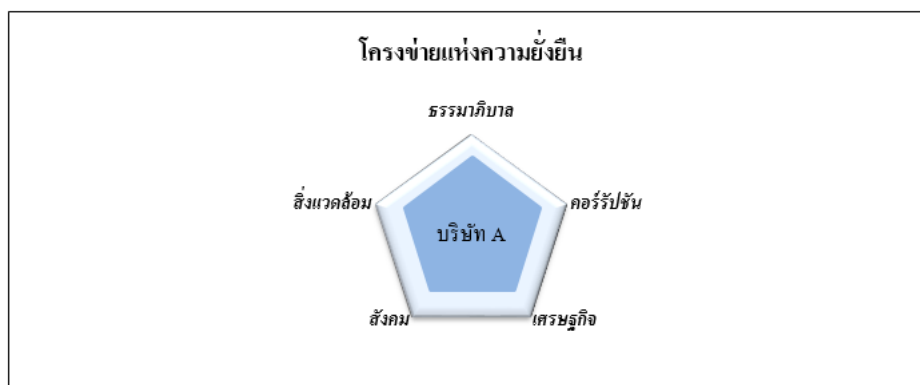 โครงข่ายแห่งความยั่งยืน
ธรรมาภิบาล
สิ่งแวดล้อม
คอร์รัปชัน
บริษัท A
สังคม
เศรษฐกิจ